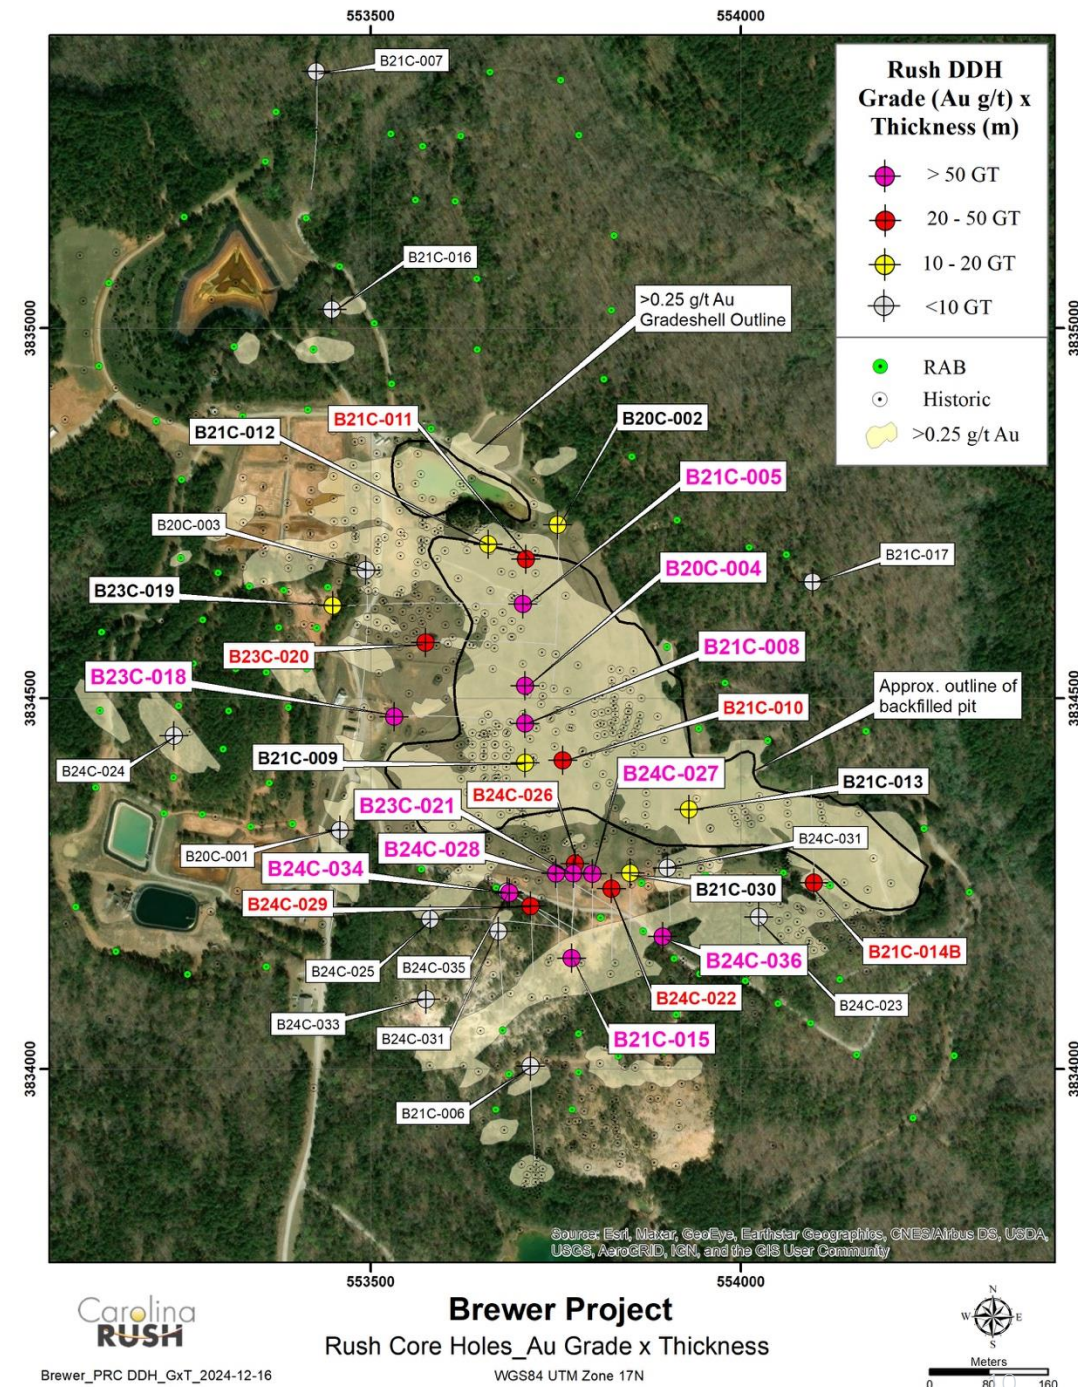 553500
554000
B21C-007
Rush DDH
Grade (Au g/t) x
Thickness (m)
> 50 GT
20 - 50 GT
10 - 20 GT
<10 GT
RAB
Historic
>0.25 g/t Au
B21C-016
>0.25 g/t Au
Gradeshell Outline
3835000
3835000
B21C-011
B20C-002
B21C-012
B21C-005
B20C-003
B21C-017
B20C-004
B23C-019
B21C-008
B23C-020
B23C-018
Approx. outline of
backfilled pit
3834500
3834500
B21C-010
B21C-009
B24C-024
B24C-027
B24C-026
B21C-013
B23C-021
B24C-031
B24C-028
B20C-001
B24C-034
B21C-030
B24C-029
B21C-014B
B24C-036
B24C-025
B24C-035
B24C-022
B24C-023
B24C-033
B24C-031
B21C-015
3834000
3834000
B21C-006
Source: Esri, Maxar, GeoEye, Earthstar Geographics, CNES/Airbus DS, USDA,
USGS, AeroGRID, IGN, and the GIS User Community
553500
554000
Carolina
RUSH
Brewer Project
Rush Core Holes_Au Grade x Thickness
WGS84 UTM Zone 17N
Brewer_PRC DDH_GxT_2024-12-16
N
W
E
S
Meters
0 80 160